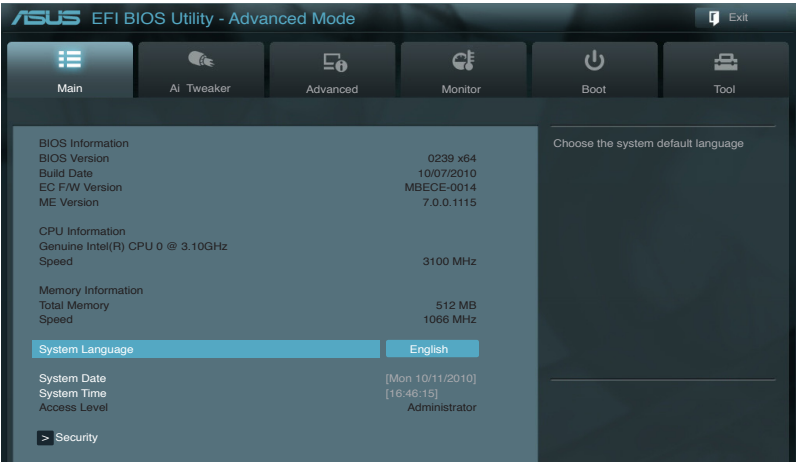 ASUS EFI BIOS Utility - Advanced Mode
Exit
Main
Ai Tweaker
Advanced
Monitor
Boot
Tool
BIOS Information
BIOS Version 0239 x64
Build Date 10/07/2010
EC F/W Version MBECE-0014
ME Version 7.0.0.1115
CPU Information
Genuine Intel(R) CPU 0 @ 3.10GHz
Speed 3100 MHz
Memory Information
Total Memory 512 MB
Speed 1066 MHz
System Language English
System Date [Mon 10/11/2010]
System Time [16:46:15]
Access Level Administrator
> Security
Choose the system default language